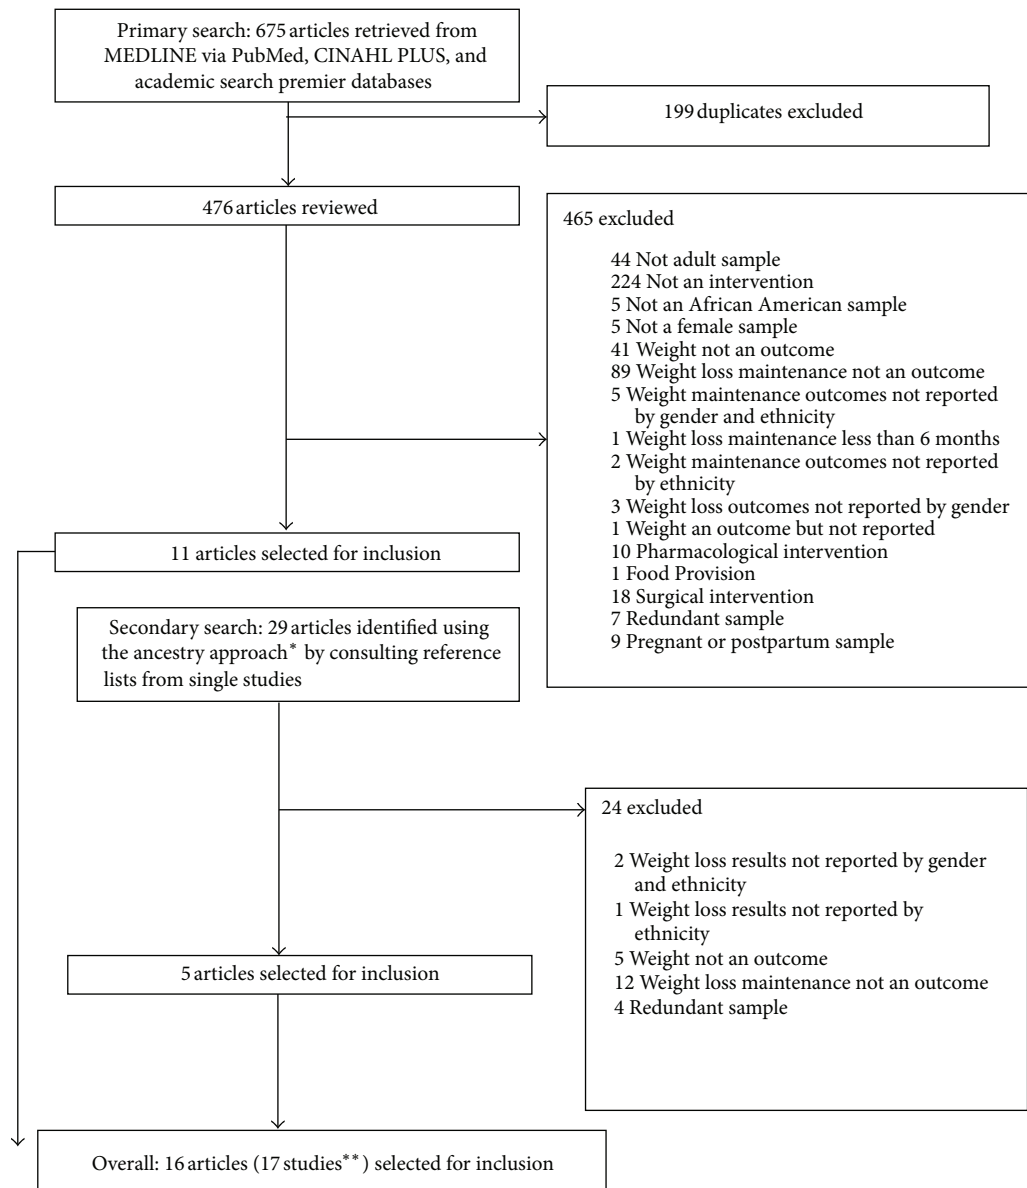 Primary search: 675 articles retrieved from
MEDLINE via PubMed, CINAHL PLUS, and
academic search premier databases
199 duplicates excluded
476 articles reviewed
465 excluded
44 Not adult sample
224 Not an intervention
5 Not an African American sample
5 Not a female sample
41 Weight not an outcome
89 Weight loss maintenance not an outcome
5 Weight maintenance outcomes not reported
by gender and ethnicity
1 Weight loss maintenance less than 6 months
2 Weight maintenance outcomes not reported
by ethnicity
3 Weight loss outcomes not reported by gender
1 Weight an outcome but not reported
10 Pharmacological intervention
1 Food Provision
18 Surgical intervention
7 Redundant sample
9 Pregnant or postpartum sample
11 articles selected for inclusion
Secondary search: 29 articles identified using
the ancestry approach* by consulting reference
lists from single studies
24 excluded
2 Weight loss results not reported by gender
and ethnicity
1 Weight loss results not reported by
ethnicity
5 Weight not an outcome
12 Weight loss maintenance not an outcome
4 Redundant sample
5 articles selected for inclusion
Overall: 16 articles (17 studies**) selected for inclusion